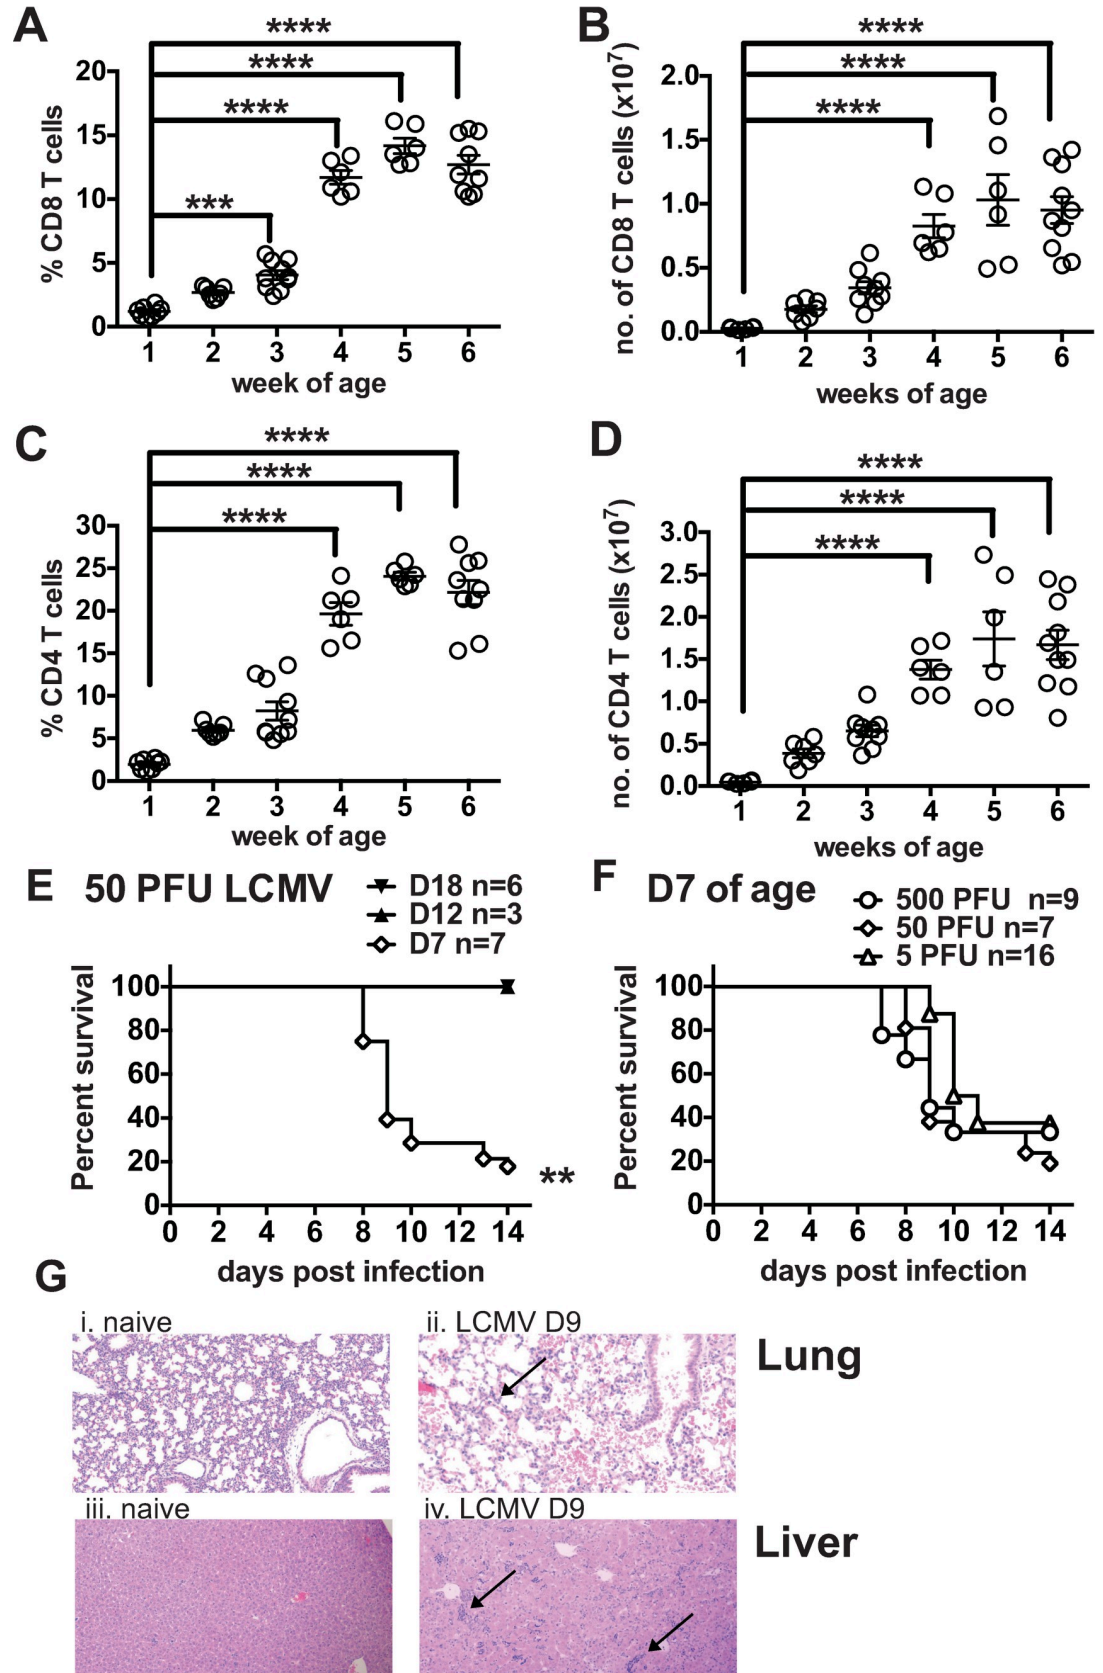 A
****
****
****
***
% CD8 T cells
20
15
10
5
0
1 2 3 4 5 6
week of age
B
****
****
****
no. of CD8 T cells (x10⁷)
2.0
1.5
1.0
0.5
0.0
1 2 3 4 5 6
weeks of age
C
****
****
****
% CD4 T cells
30
25
20
15
10
5
0
1 2 3 4 5 6
week of age
D
****
****
****
no. of CD4 T cells (x10⁷)
3.0
2.5
2.0
1.5
1.0
0.5
0.0
1 2 3 4 5 6
weeks of age
E 50 PFU LCMV
D18 n=6
D12 n=3
D7 n=7
Percent survival
100
80
60
40
20
0
**
0 2 4 6 8 10 12 14
days post infection
F D7 of age
500 PFU n=9
50 PFU n=7
5 PFU n=16
Percent survival
100
80
60
40
20
0
0 2 4 6 8 10 12 14
days post infection
G
i. naive
ii. LCMV D9
Lung
iii. naive
iv. LCMV D9
Liver